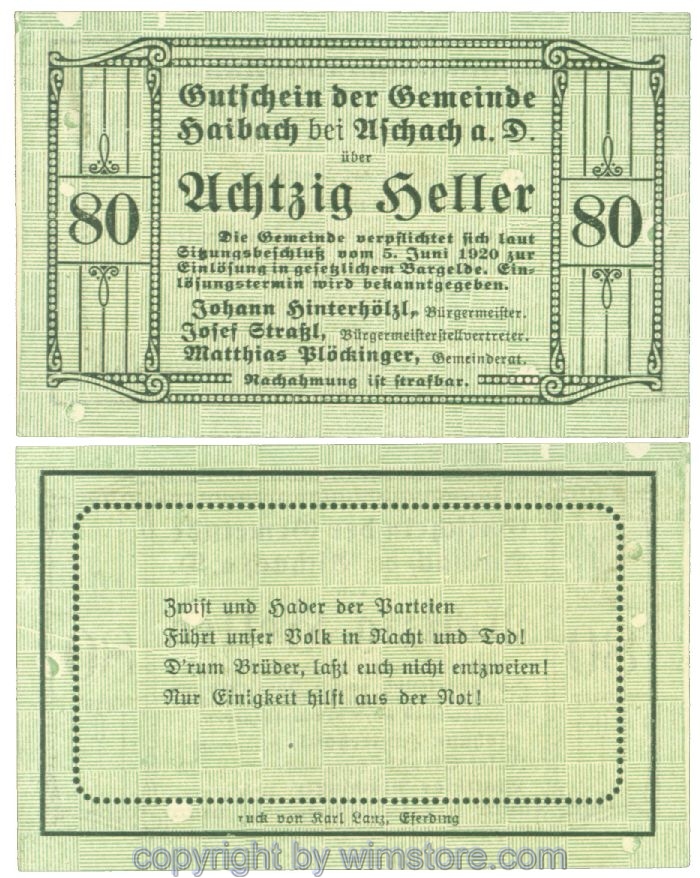 Gutschein der Gemeinde
Haibach bei Aschach a. D.
über
Achtzig Heller
80
80
Die Gemeinde verpflichtet sich laut
Sitzungsbeschluß vom 5. Juni 1920 zur
Einlösung in gesetzlichem Bargelde. Ein-
lösungstermin wird bekanntgegeben.
Johann Hinterhölzl, Bürgermeister.
Josef Straßl, Bürgermeisterstellvertreter.
Matthias Plöckinger, Gemeinderat.
Nachahmung ist strafbar.
Zwist und Hader der Parteien
Führt unser Volk in Nacht und Tod!
D'rum Brüder, laßt euch nicht entzweien!
Nur Einigkeit hilft aus der Not!
ruck von Karl Lanz, Eferding
copyright by wimstore.com